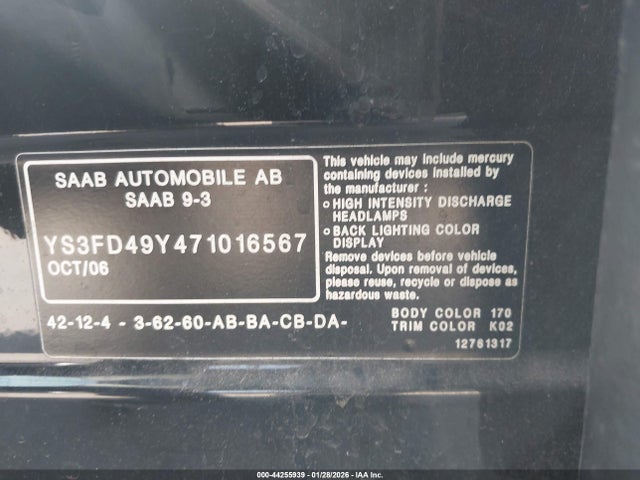 SAAB AUTOMOBILE AB
SAAB 9-3
YS3FD49Y471016567
OCT/06
42-12-4 - 3-62-60-AB-BA-CB-DA-
This vehicle may include mercury
containing devices installed by
the manufacturer :
○ HIGH INTENSITY DISCHARGE
HEADLAMPS
○ BACK LIGHTING COLOR
DISPLAY
Remove devices before vehicle
disposal. Upon removal of devices,
please reuse, recycle or dispose as
hazardous waste.
BODY COLOR 170
TRIM COLOR K02
12781317
000-44255939 | 01/28/2026 - IAA Inc.